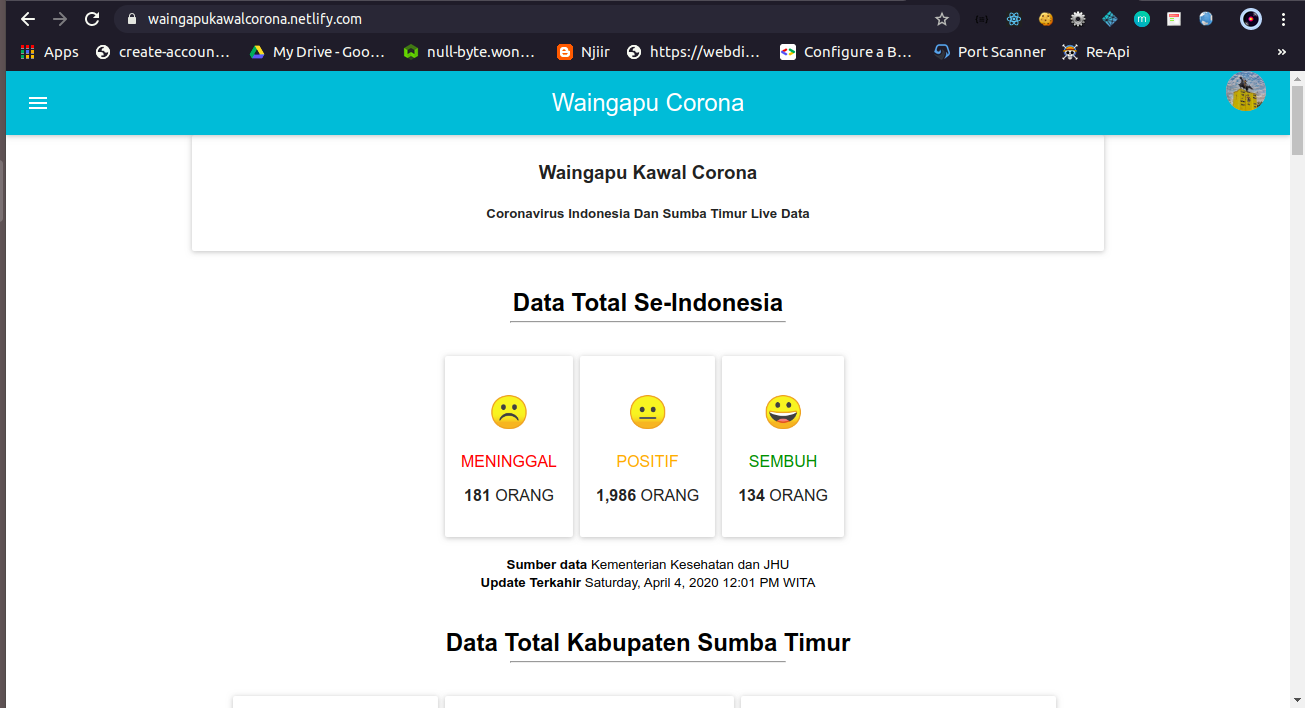 waingapukawalcorona.netlify.com
Apps create-accoun... My Drive - Goo... null-byte.won... Njiir https://webdi... Configure a B... Port Scanner Re-Api »
Waingapu Corona
Waingapu Kawal Corona
Coronavirus Indonesia Dan Sumba Timur Live Data
Data Total Se-Indonesia
MENINGGAL POSITIF SEMBUH
181 ORANG 1,986 ORANG 134 ORANG
Sumber data Kementerian Kesehatan dan JHU
Update Terkahir Saturday, April 4, 2020 12:01 PM WITA
Data Total Kabupaten Sumba Timur